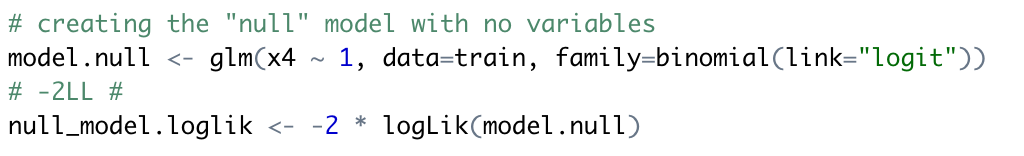 # creating the "null" model with no variables
model.null <- glm(x4 ~ 1, data=train, family=binomial(link="logit"))
# -2LL #
null_model.loglik <- -2 * logLik(model.null)